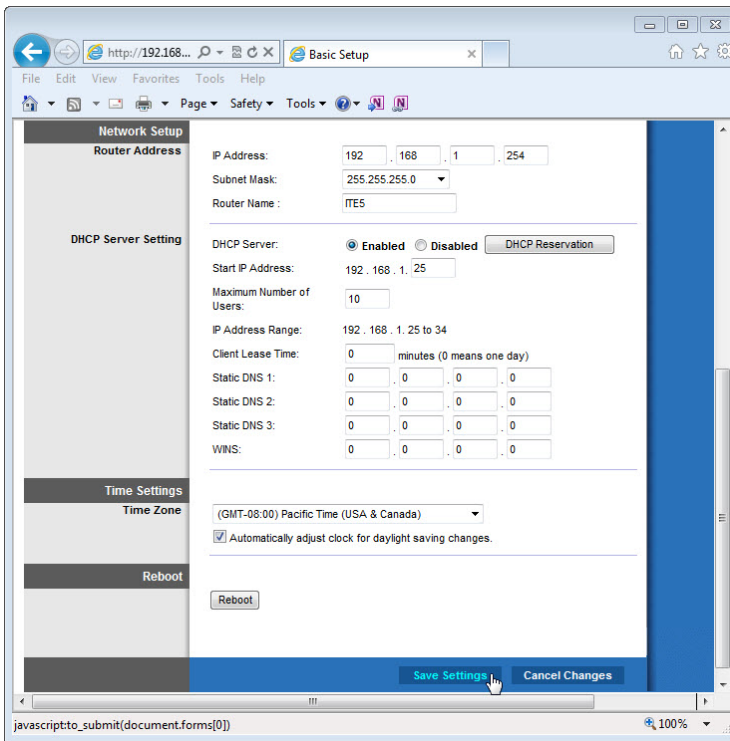 http://192.168... Basic Setup
File Edit View Favorites Tools Help
Page Safety Tools
Network Setup
Router Address
IP Address: 192 . 168 . 1 . 254
Subnet Mask: 255.255.255.0
Router Name : ITE5
DHCP Server Setting
DHCP Server: Enabled Disabled DHCP Reservation
Start IP Address: 192 . 168 . 1. 25
Maximum Number of
Users: 10
IP Address Range: 192 . 168 . 1. 25 to 34
Client Lease Time: 0 minutes (0 means one day)
Static DNS 1: 0 . 0 . 0 . 0
Static DNS 2: 0 . 0 . 0 . 0
Static DNS 3: 0 . 0 . 0 . 0
WINS: 0 . 0 . 0 . 0
Time Settings
Time Zone
(GMT-08:00) Pacific Time (USA & Canada)
Automatically adjust clock for daylight saving changes.
Reboot
Reboot
Save Settings Cancel Changes
javascript:to_submit(document.forms[0]) 100%